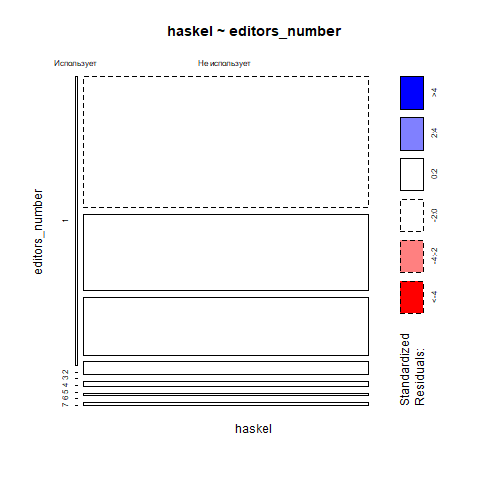 haskel ~ editors_number
Использует
Не использует
editors_number
1
3 2
4
5
6
7
haskel
Standardized
Residuals:
<-4
-4:-2
-2:0
0:2
2:4
>4